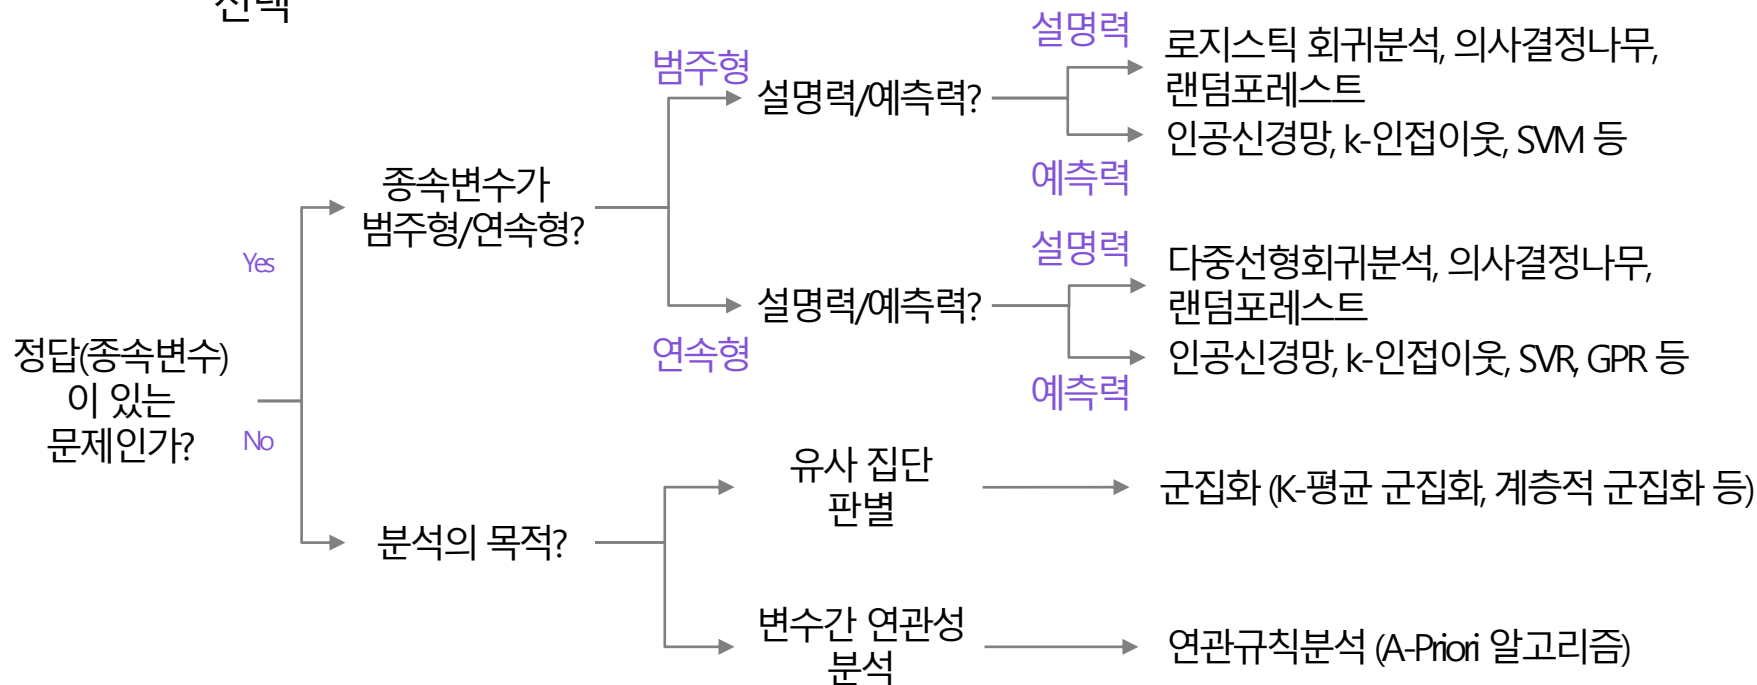 선택
정답(종속변수)
이 있는
문제인가?
Yes
No
종속변수가
범주형/연속형?
분석의 목적?
범주형
설명력/예측력?
설명력/예측력?
연속형
유사 집단
판별
변수간 연관성
분석
설명력
로지스틱 회귀분석, 의사결정나무,
랜덤포레스트
인공신경망, k-인접이웃, SVM 등
예측력
설명력
다중선형회귀분석, 의사결정나무,
랜덤포레스트
인공신경망, k-인접이웃, SVR, GPR 등
예측력
군집화 (K-평균 군집화, 계층적 군집화 등)
연관규칙분석 (A-Priori 알고리즘)